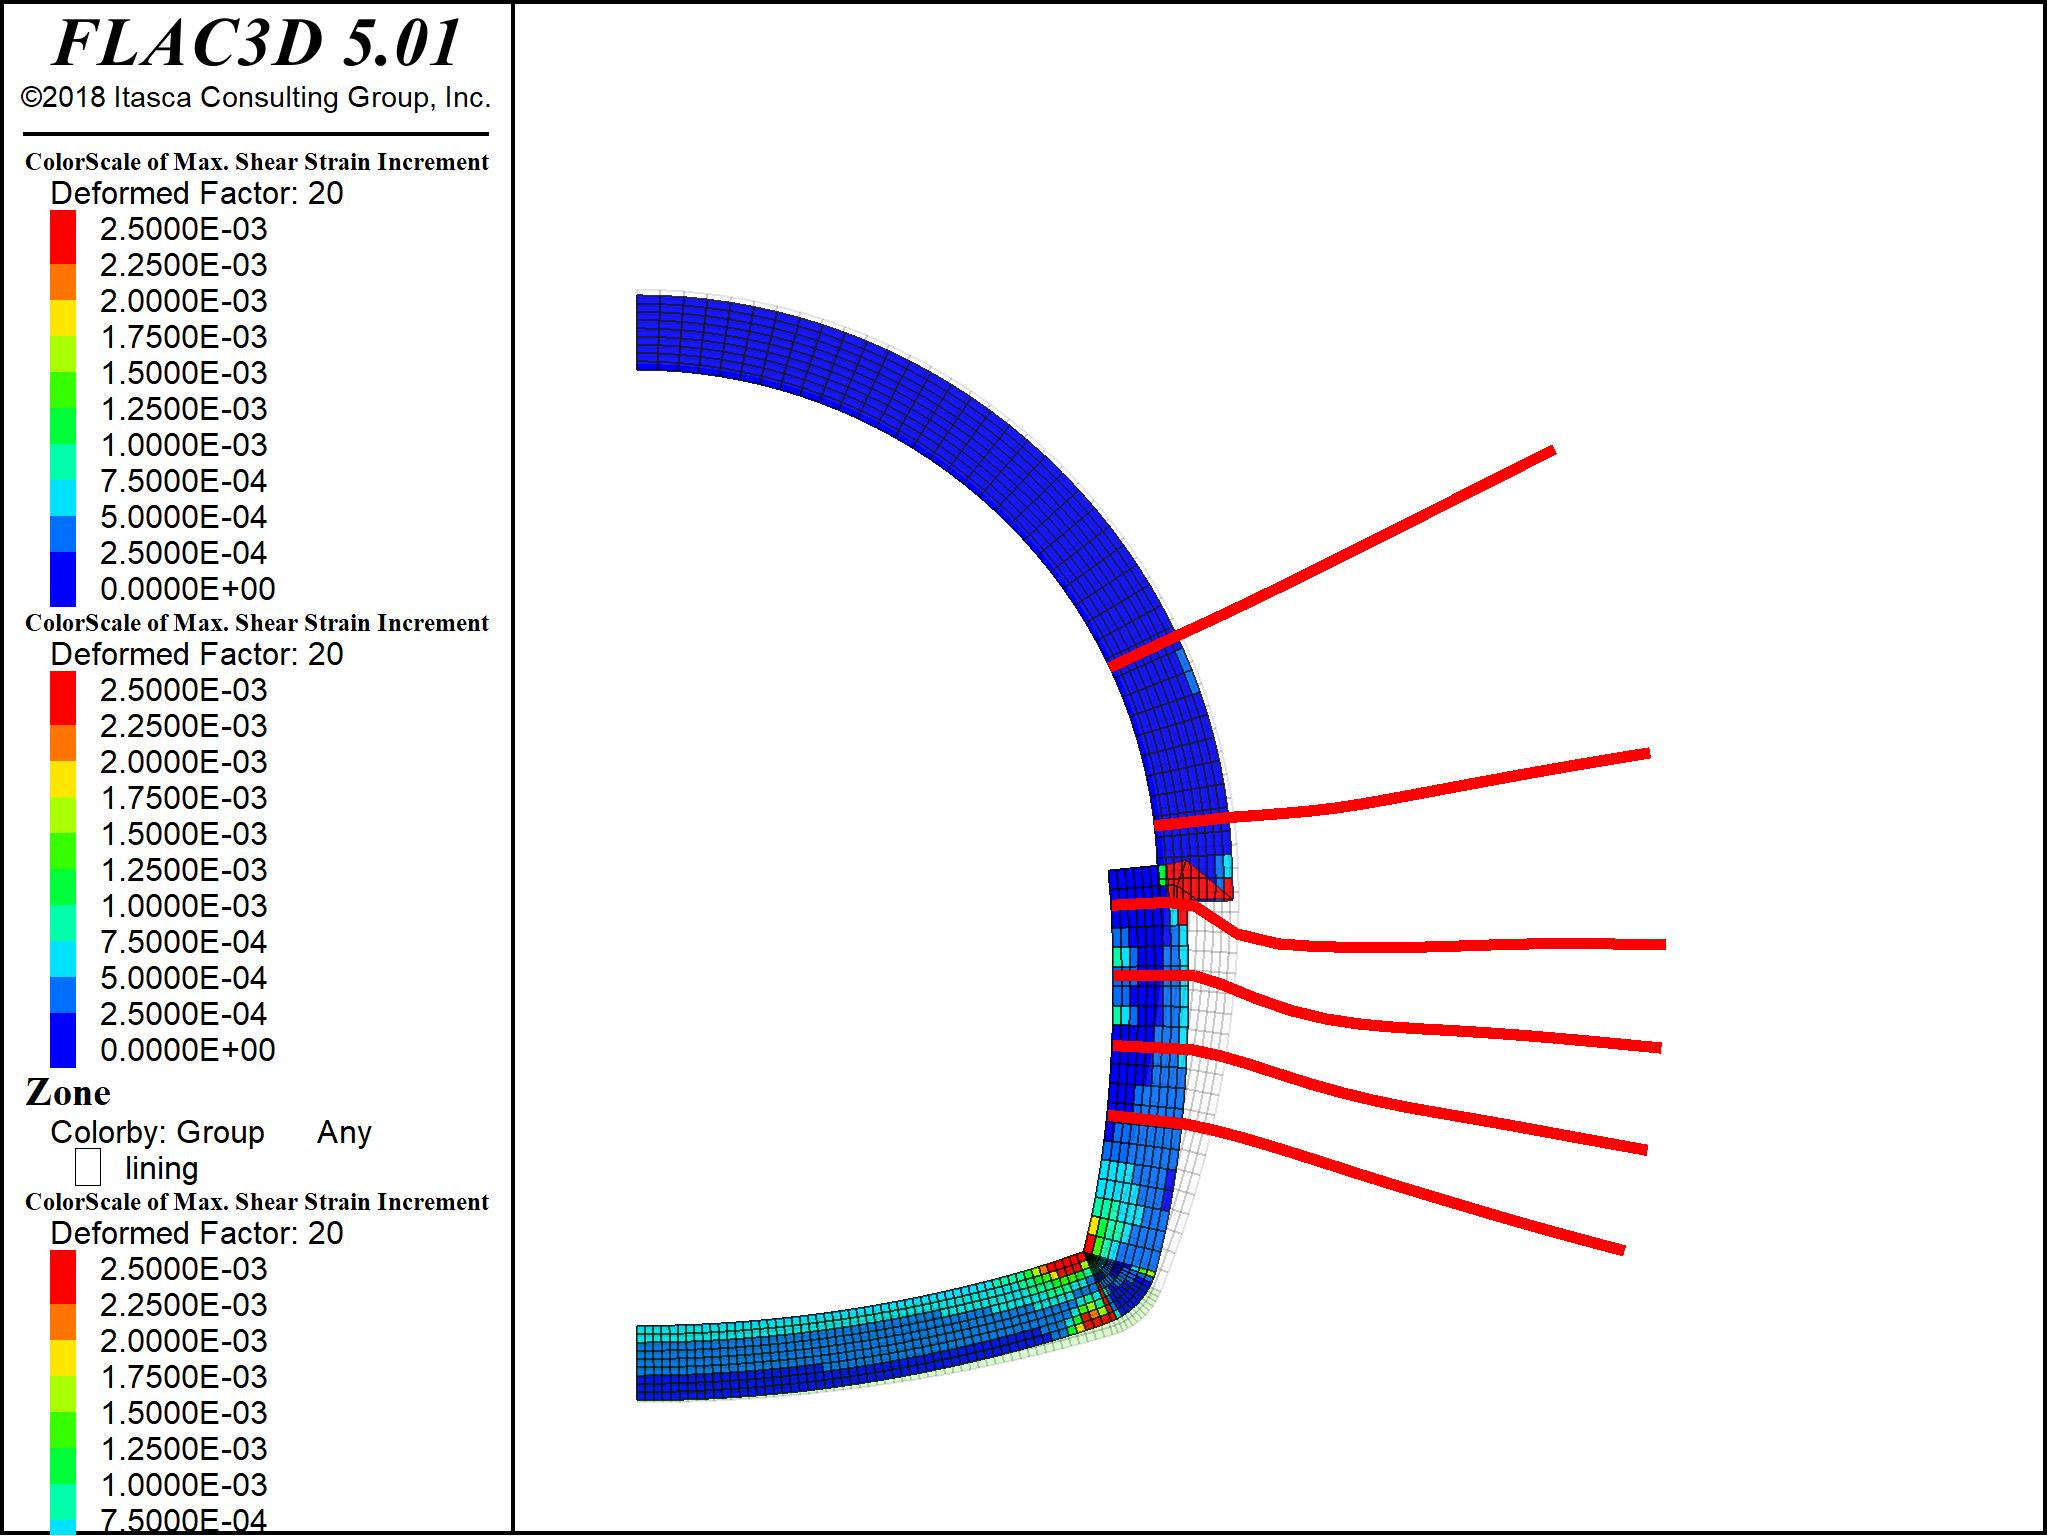 FLAC3D 5.01
©2018 Itasca Consulting Group, Inc.
ColorScale of Max. Shear Strain Increment
Deformed Factor: 20
2.5000E-03
2.2500E-03
2.0000E-03
1.7500E-03
1.5000E-03
1.2500E-03
1.0000E-03
7.5000E-04
5.0000E-04
2.5000E-04
0.0000E+00
ColorScale of Max. Shear Strain Increment
Deformed Factor: 20
2.5000E-03
2.2500E-03
2.0000E-03
1.7500E-03
1.5000E-03
1.2500E-03
1.0000E-03
7.5000E-04
5.0000E-04
2.5000E-04
0.0000E+00
Zone
Colorby: Group Any
lining
ColorScale of Max. Shear Strain Increment
Deformed Factor: 20
2.5000E-03
2.2500E-03
2.0000E-03
1.7500E-03
1.5000E-03
1.2500E-03
1.0000E-03
7.5000E-04